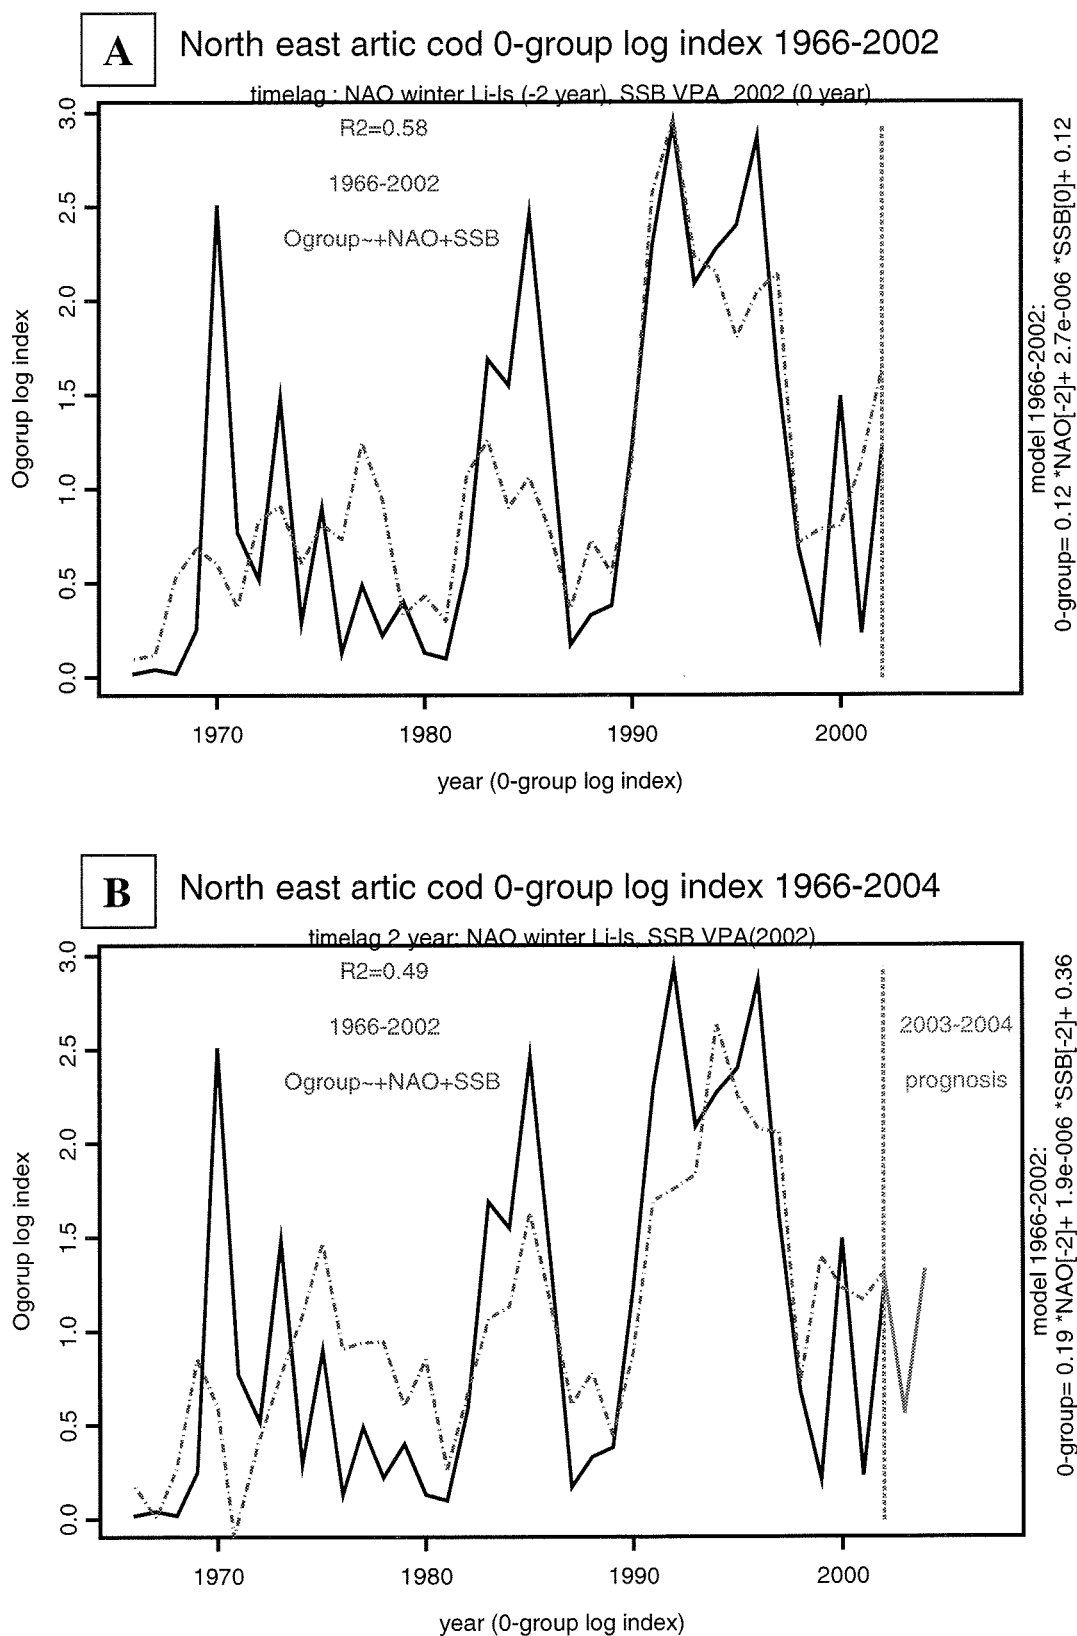 A
North east artic cod 0-group log index 1966-2002
timelag : NAO winter Li-Is (-2 year), SSB VPA_2002 (0 year)
R2=0.58
1966-2002
Ogroup~+NAO+SSB
3.0
2.5
2.0
1.5
1.0
0.5
0.0
Ogorup log index
1970
1980
1990
2000
year (0-group log index)
model 1966-2002:
0-group= 0.12 *NAO[-2]+ 2.7e-006 *SSB[0]+ 0.12
B
North east artic cod 0-group log index 1966-2004
timelag 2 year: NAO winter Li-Is, SSB VPA(2002)
R2=0.49
1966-2002
Ogroup~+NAO+SSB
2003-2004
prognosis
3.0
2.5
2.0
1.5
1.0
0.5
0.0
Ogorup log index
1970
1980
1990
2000
year (0-group log index)
model 1966-2002:
0-group= 0.19 *NAO[-2]+ 1.9e-006 *SSB[-2]+ 0.36